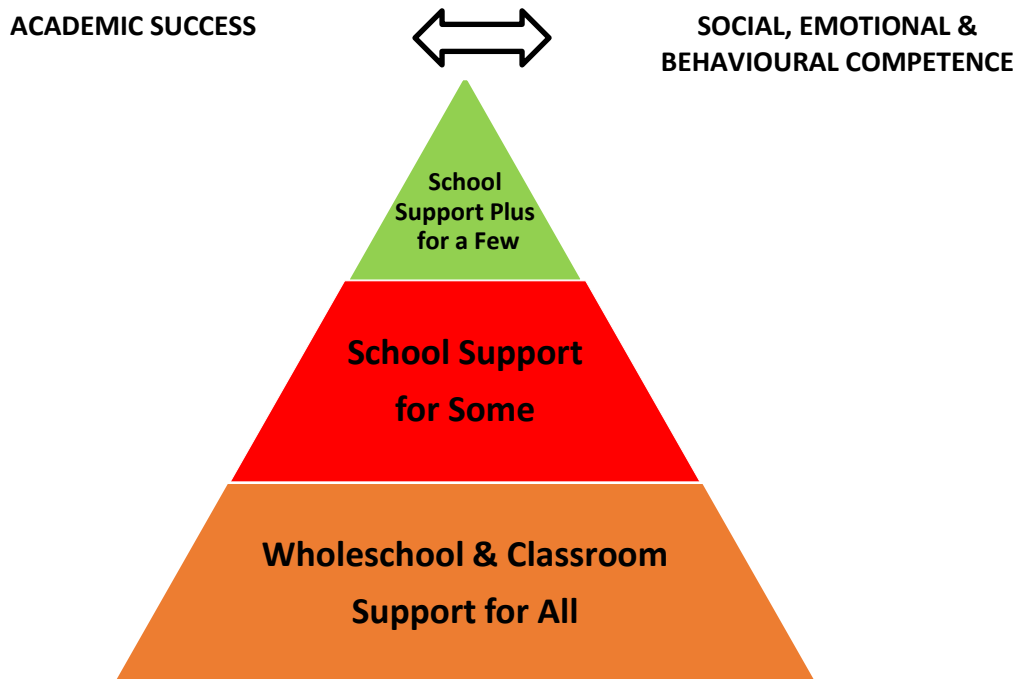 ACADEMIC SUCCESS
SOCIAL, EMOTIONAL &
BEHAVIOURAL COMPETENCE
School
Support Plus
for a Few
School Support
for Some
Wholeschool & Classroom
Support for All